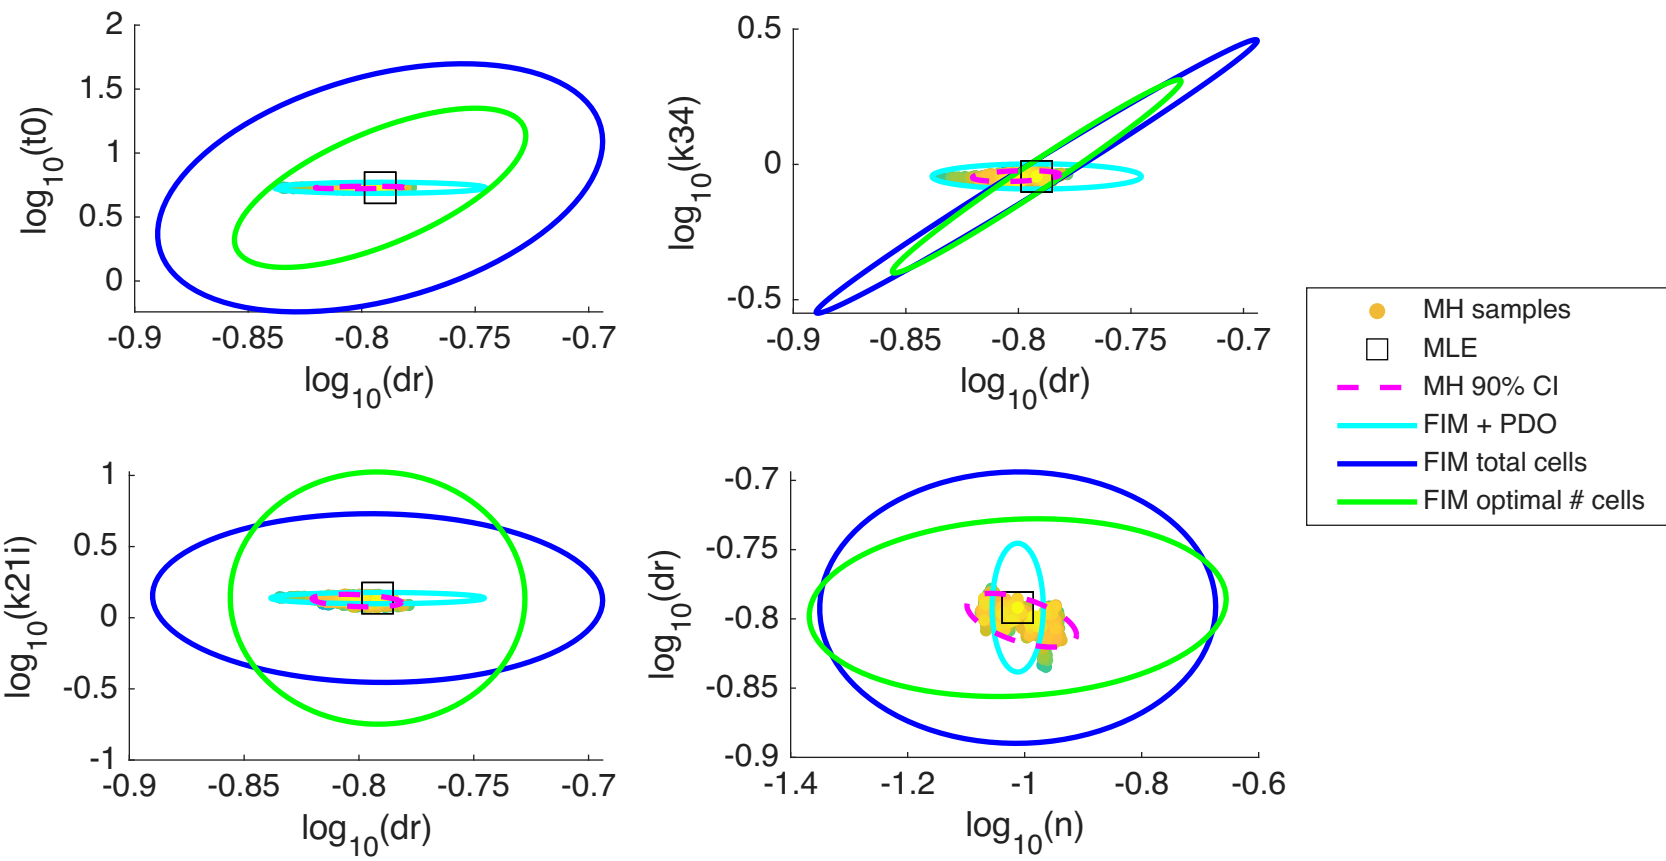 2
1.5
1
0.5
0
-0.9
-0.85
-0.8
-0.75
-0.7
log10(t0)
log10(dr)
0.5
0
-0.5
-0.9
-0.85
-0.8
-0.75
-0.7
log10(k34)
log10(dr)
1
0.5
0
-0.5
-1
-0.9
-0.85
-0.8
-0.75
-0.7
log10(k21i)
log10(dr)
-0.7
-0.75
-0.8
-0.85
-0.9
-1.4
-1.2
-1
-0.8
-0.6
log10(dr)
log10(n)
MH samples
MLE
MH 90% CI
FIM + PDO
FIM total cells
FIM optimal # cells